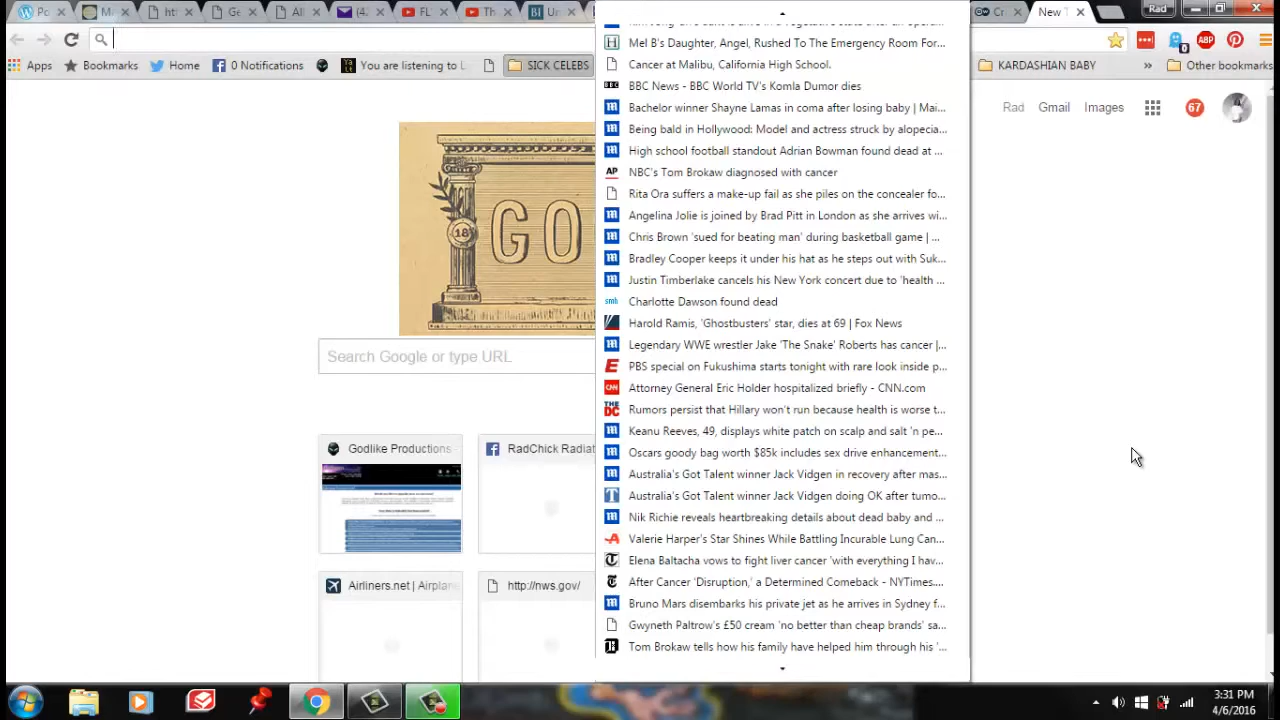 Po
Ma
All
(4.
FL
Th
BI Un
Cr
New T
Rad
Apps
Bookmarks
Home
0 Notifications
You are listening to L
SICK CELEBS
KARDASHIAN BABY
»
Other bookmarks
Mel B's Daughter, Angel, Rushed To The Emergency Room For...
Cancer at Malibu, California High School.
BBC News - BBC World TV's Komla Dumor dies
Bachelor winner Shayne Lamas in coma after losing baby | Mai...
Being bald in Hollywood: Model and actress struck by alopecia...
High school football standout Adrian Bowman found dead at ...
NBC's Tom Brokaw diagnosed with cancer
Rita Ora suffers a make-up fail as she piles on the concealer fo...
Angelina Jolie is joined by Brad Pitt in London as she arrives wi...
Chris Brown 'sued for beating man' during basketball game | ...
Bradley Cooper keeps it under his hat as he steps out with Suk...
Justin Timberlake cancels his New York concert due to 'health ...
Charlotte Dawson found dead
Harold Ramis, 'Ghostbusters' star, dies at 69 | Fox News
Legendary WWE wrestler Jake 'The Snake' Roberts has cancer |...
PBS special on Fukushima starts tonight with rare look inside p...
Attorney General Eric Holder hospitalized briefly - CNN.com
Rumors persist that Hillary won't run because health is worse t...
Keanu Reeves, 49, displays white patch on scalp and salt 'n pe...
Oscars goody bag worth $85k includes sex drive enhancement...
Australia's Got Talent winner Jack Vidgen in recovery after mas...
Australia's Got Talent winner Jack Vidgen doing OK after tumo...
Nik Richie reveals heartbreaking details about dead baby and ...
Valerie Harper's Star Shines While Battling Incurable Lung Can...
Elena Baltacha vows to fight liver cancer 'with everything I hav...
After Cancer 'Disruption,' a Determined Comeback - NYTimes....
Bruno Mars disembarks his private jet as he arrives in Sydney f...
Gwyneth Paltrow's £50 cream 'no better than cheap brands' sa...
Tom Brokaw tells how his family have helped him through his '...
Rad
Gmail
Images
67
18
GO
Search Google or type URL
Godlike Productions -
RadChick Radiat
Airliners.net | Airplane
http://nws.gov/
3:31 PM
4/6/2016